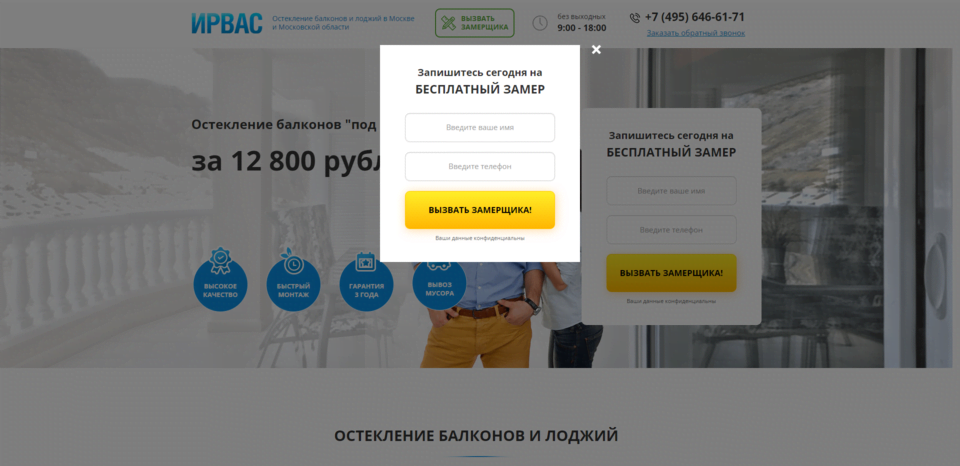 ИРВАС
Остекление балконов и лоджий в Москве
и Московской области
ВЫЗВАТЬ
ЗАМЕРЩИКА
без выходных
9:00 - 18:00
+7 (495) 646-61-71
Заказать обратный звонок
Запишитесь сегодня на
БЕСПЛАТНЫЙ ЗАМЕР
Введите ваше имя
Введите телефон
ВЫЗВАТЬ ЗАМЕРЩИКА!
Ваши данные конфиденциальны
Остекление балконов "под
за 12 800 рубл
Запишитесь сегодня на
БЕСПЛАТНЫЙ ЗАМЕР
Введите ваше имя
Введите телефон
ВЫЗВАТЬ ЗАМЕРЩИКА!
Ваши данные конфиденциальны
ВЫСОКОЕ
КАЧЕСТВО
БЫСТРЫЙ
МОНТАЖ
ГАРАНТИЯ
3 ГОДА
ВЫВОЗ
МУСОРА
ОСТЕКЛЕНИЕ БАЛКОНОВ И ЛОДЖИЙ